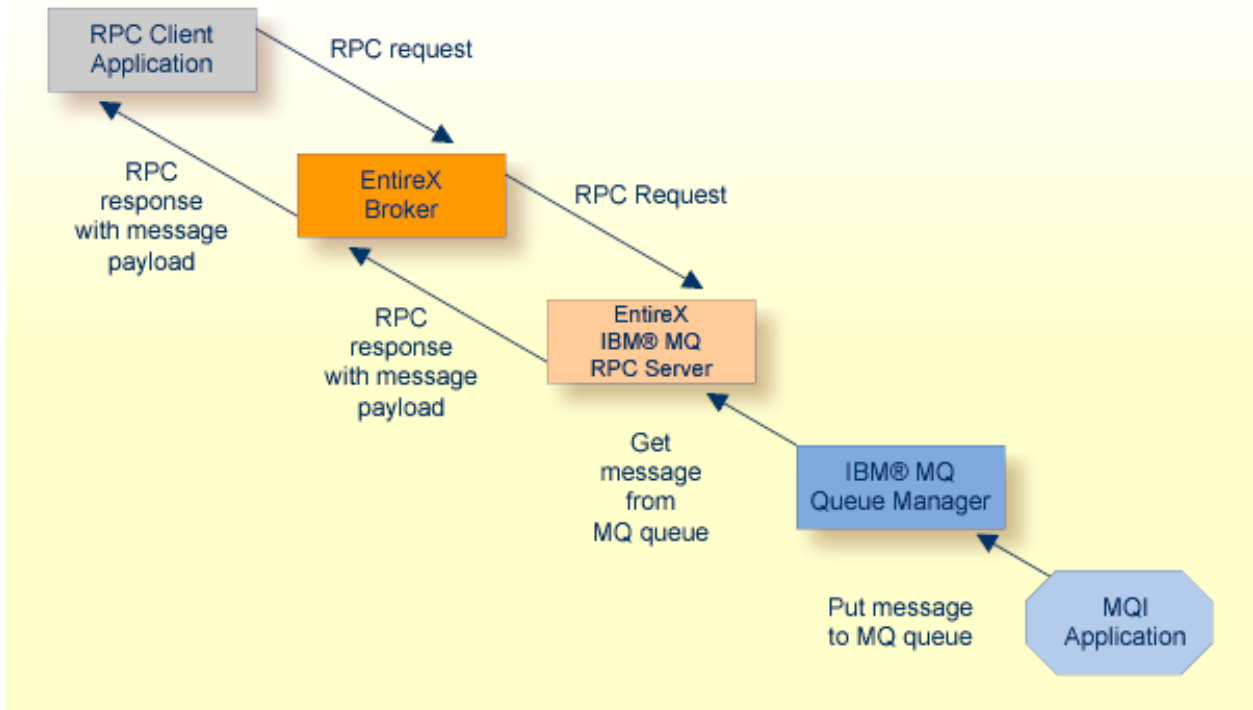 RPC Client
Application
RPC request
RPC
response
with message
payload
EntireX
Broker
RPC Request
RPC
response
with message
payload
EntireX
IBM® MQ
RPC Server
Get
message
from
MQ queue
IBM® MQ
Queue Manager
Put message
to MQ queue
MQI
Application